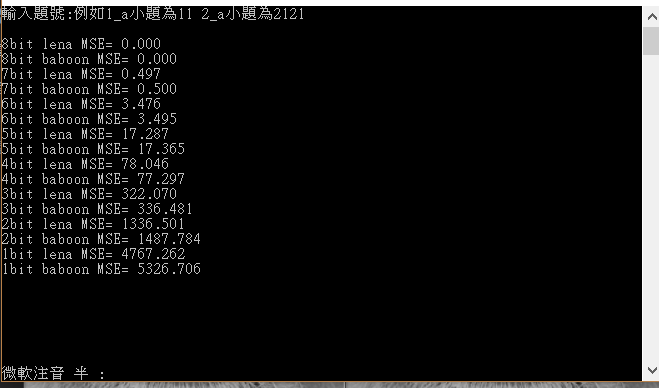 輸入題號:例如1_a小題為11 2_a小題為2121
8bit lena MSE= 0.000
8bit baboon MSE= 0.000
7bit lena MSE= 0.497
7bit baboon MSE= 0.500
6bit lena MSE= 3.476
6bit baboon MSE= 3.495
5bit lena MSE= 17.287
5bit baboon MSE= 17.365
4bit lena MSE= 78.046
4bit baboon MSE= 77.297
3bit lena MSE= 322.070
3bit baboon MSE= 336.481
2bit lena MSE= 1336.501
2bit baboon MSE= 1487.784
1bit lena MSE= 4767.262
1bit baboon MSE= 5326.706
微軟注音 半 :